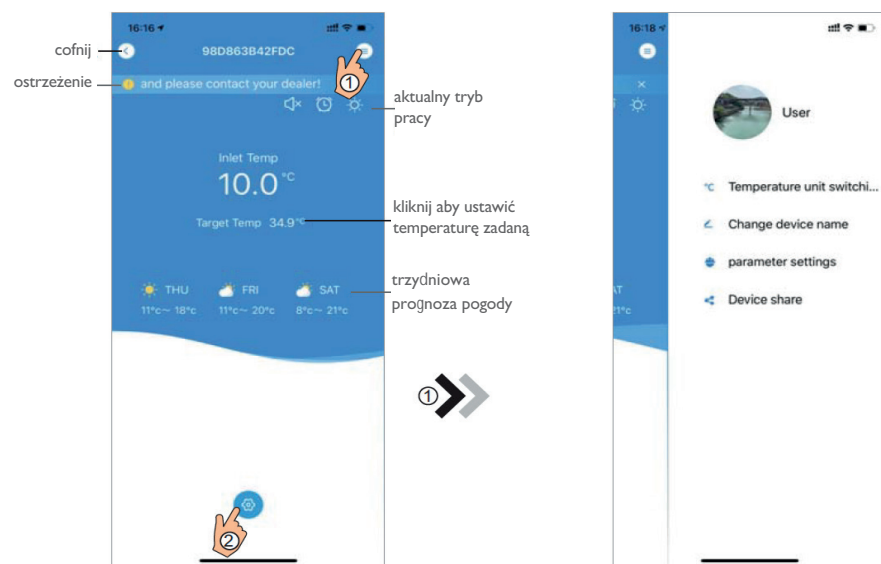 16:16
cofnij
98D863B42FDC
ostrzeżenie
and please contact your dealer!
①
aktualny tryb
pracy
Inlet Temp
10.0°C
Target Temp 34.9°C
kliknij aby ustawić
temperaturę zadaną
THU FRI SAT
11°c~ 18°c 11°c~ 20°c 8°c~ 21°c
trzydniowa
prognoza pogody
②
①
16:18
User
°C Temperature unit switchi...
Change device name
parameter settings
Device share
AT
21°c